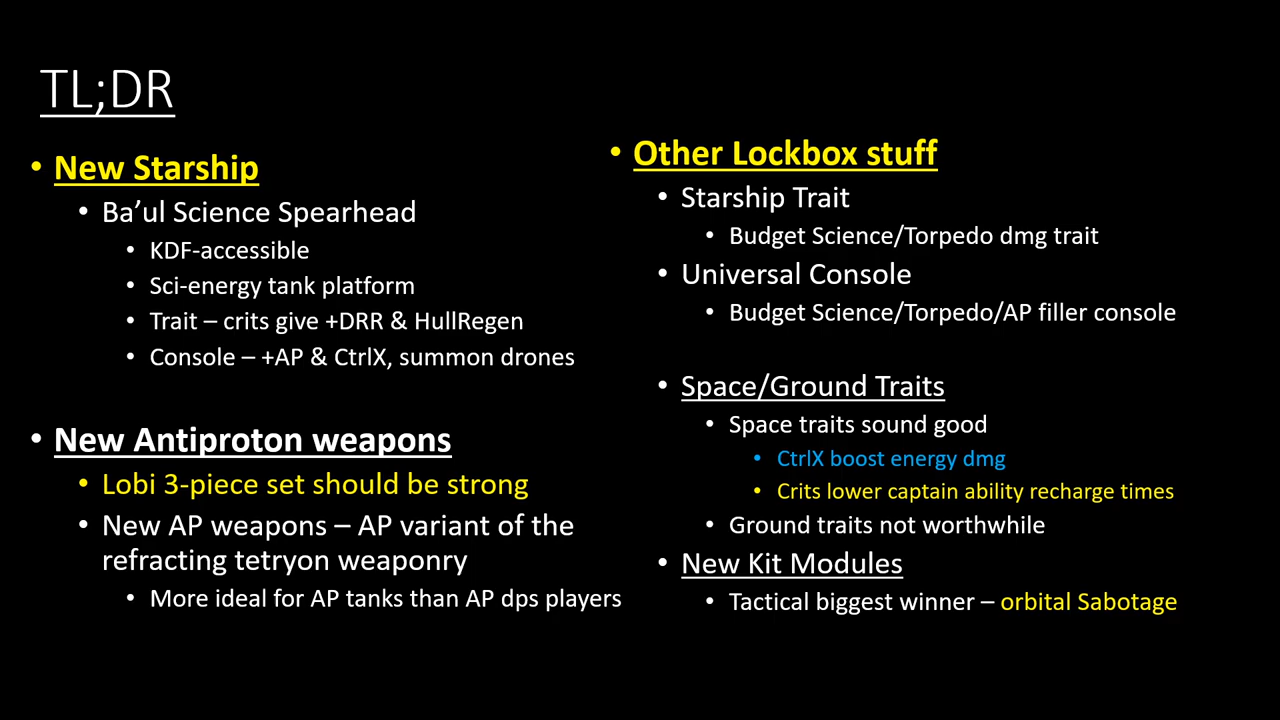 TL;DR
• New Starship
• Ba’ul Science Spearhead
• KDF-accessible
• Sci-energy tank platform
• Trait – crits give +DRR & HullRegen
• Console – +AP & CtrlX, summon drones
• New Antiproton weapons
• Lobi 3-piece set should be strong
• New AP weapons – AP variant of the
refracting tetryon weaponry
• More ideal for AP tanks than AP dps players
• Other Lockbox stuff
• Starship Trait
• Budget Science/Torpedo dmg trait
• Universal Console
• Budget Science/Torpedo/AP filler console
• Space/Ground Traits
• Space traits sound good
• CtrlX boost energy dmg
• Crits lower captain ability recharge times
• Ground traits not worthwhile
• New Kit Modules
• Tactical biggest winner – orbital Sabotage